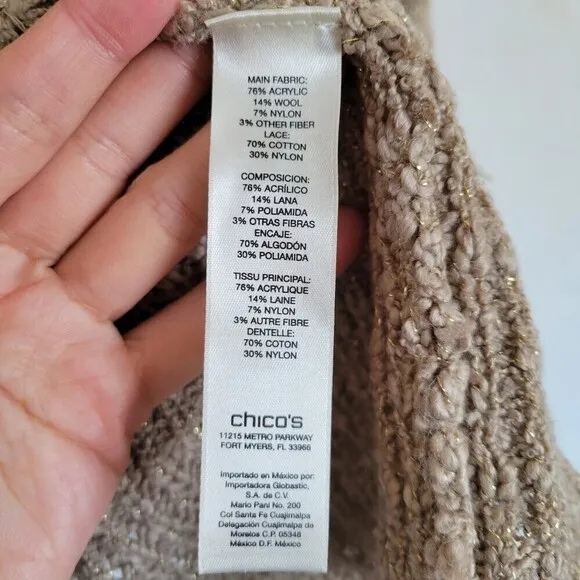 MAIN FABRIC:
76% ACRYLIC
14% WOOL
7% NYLON
3% OTHER FIBER
LACE:
70% COTTON
30% NYLON
COMPOSICION:
76% ACRÍLICO
14% LANA
7% POLIAMIDA
3% OTRAS FIBRAS
ENCAJE:
70% ALGODÓN
30% POLIAMIDA
TISSU PRINCIPAL:
76% ACRYLIQUE
14% LAINE
7% NYLON
3% AUTRE FIBRE
DENTELLE:
70% COTON
30% NYLON
chico's
11215 METRO PARKWAY
FORT MYERS, FL 33966
Importado en México por:
Importadora Globastic,
S.A. de C.V.
Mario Pani No. 200
Col Santa Fe Cuajimalpa
Delegación Cuajimalpa de
Morelos C.P. 05348
México D.F. México